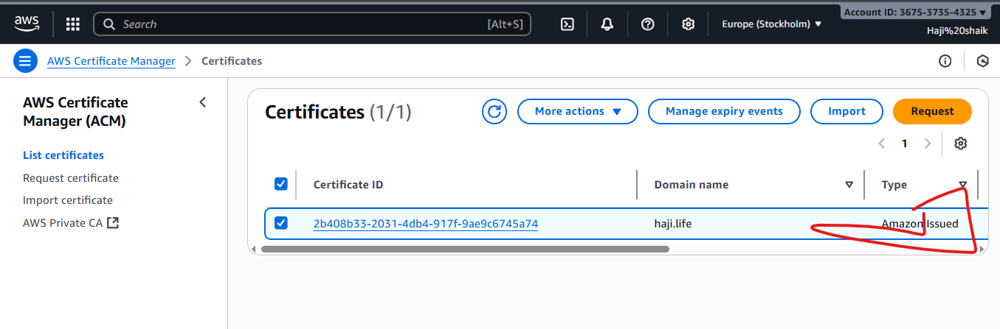 aws
Search [Alt+S]
Europe (Stockholm)
Account ID: 3675-3735-4325
Haji%20shaik
AWS Certificate Manager Certificates
AWS Certificate
Manager (ACM)
List certificates
Request certificate
Import certificate
AWS Private CA
Certificates (1/1)
More actions
Manage expiry events
Import
Request
1
Certificate ID Domain name Type
2b408b33-2031-4db4-917f-9ae9c6745a74 haji.life Amazon Issued